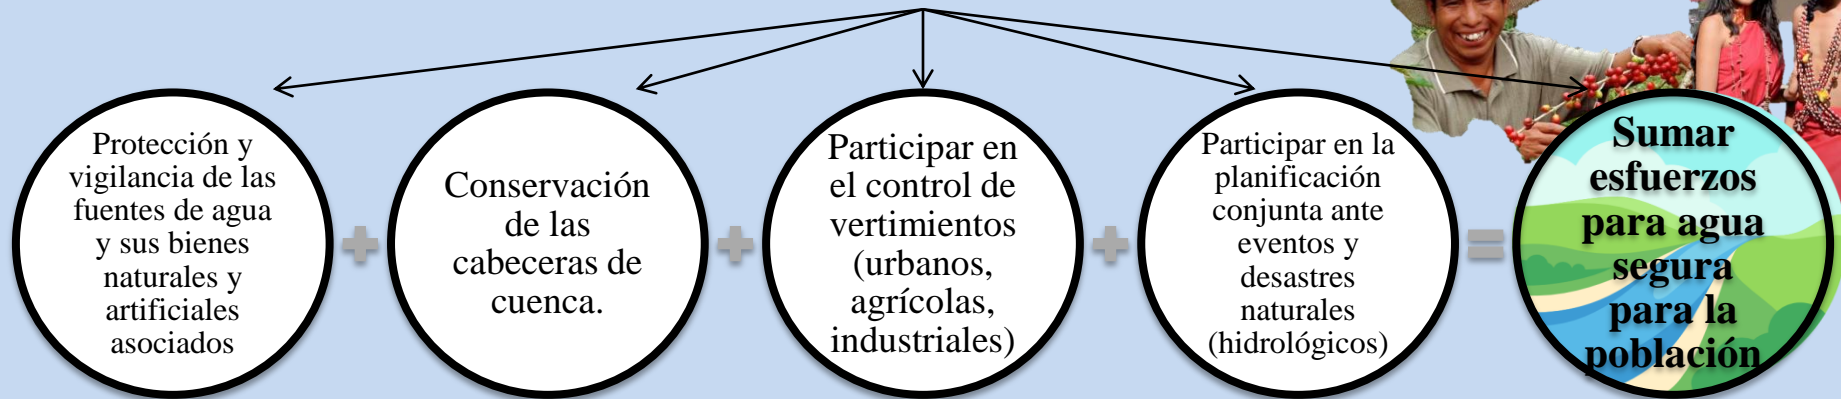 Protección y
vigilancia de las
fuentes de agua
y sus bienes
naturales y
artificiales
asociados
+
Conservación
de las
cabeceras de
cuenca.
+
Participar en
el control de
vertimientos
(urbanos,
agrícolas,
industriales)
+
Participar en la
planificación
conjunta ante
eventos y
desastres
naturales
(hidrológicos)
=
Sumar
esfuerzos
para agua
segura
para la
población